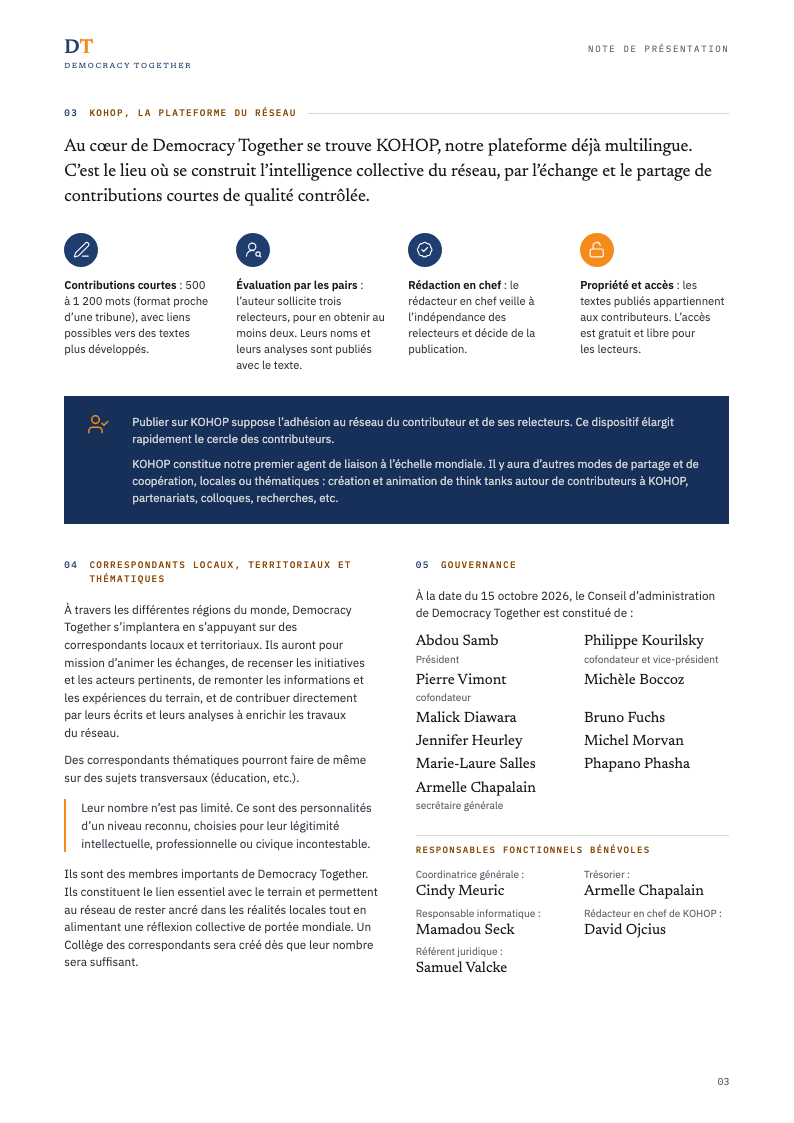 DT
DEMOCRACY TOGETHER
NOTE DE PRÉSENTATION
03 KOHOP, LA PLATEFORME DU RÉSEAU
Au cœur de Democracy Together se trouve KOHOP, notre plateforme déjà multilingue.
C’est le lieu où se construit l’intelligence collective du réseau, par l’échange et le partage de
contributions courtes de qualité contrôlée.
Contributions courtes : 500
à 1 200 mots (format proche
d’une tribune), avec liens
possibles vers des textes
plus développés.
Évaluation par les pairs :
l’auteur sollicite trois
relecteurs, pour en obtenir au
moins deux. Leurs noms et
leurs analyses sont publiés
avec le texte.
Rédaction en chef : le
rédacteur en chef veille à
l’indépendance des
relecteurs et décide de la
publication.
Propriété et accès : les
textes publiés appartiennent
aux contributeurs. L’accès
est gratuit et libre pour
les lecteurs.
Publier sur KOHOP suppose l’adhésion au réseau du contributeur et de ses relecteurs. Ce dispositif élargit
rapidement le cercle des contributeurs.
KOHOP constitue notre premier agent de liaison à l’échelle mondiale. Il y aura d’autres modes de partage et de
coopération, locales ou thématiques : création et animation de think tanks autour de contributeurs à KOHOP,
partenariats, colloques, recherches, etc.
04 CORRESPONDANTS LOCAUX, TERRITORIAUX ET
THÉMATIQUES
À travers les différentes régions du monde, Democracy
Together s’implantera en s’appuyant sur des
correspondants locaux et territoriaux. Ils auront pour
mission d’animer les échanges, de recenser les initiatives
et les acteurs pertinents, de remonter les informations et
les expériences du terrain, et de contribuer directement
par leurs écrits et leurs analyses à enrichir les travaux
du réseau.
Des correspondants thématiques pourront faire de même
sur des sujets transversaux (éducation, etc.).
Leur nombre n’est pas limité. Ce sont des personnalités
d’un niveau reconnu, choisies pour leur légitimité
intellectuelle, professionnelle ou civique incontestable.
Ils sont des membres importants de Democracy Together.
Ils constituent le lien essentiel avec le terrain et permettent
au réseau de rester ancré dans les réalités locales tout en
alimentant une réflexion collective de portée mondiale. Un
Collège des correspondants sera créé dès que leur nombre
sera suffisant.
05 GOUVERNANCE
À la date du 15 octobre 2026, le Conseil d’administration
de Democracy Together est constitué de :
Abdou Samb
Président
Philippe Kourilsky
cofondateur et vice-président
Pierre Vimont
cofondateur
Michèle Boccoz
Malick Diawara
Bruno Fuchs
Jennifer Heurley
Michel Morvan
Marie-Laure Salles
Phapano Phasha
Armelle Chapalain
secrétaire générale
RESPONSABLES FONCTIONNELS BÉNÉVOLES
Coordinatrice générale :
Cindy Meuric
Trésorier :
Armelle Chapalain
Responsable informatique :
Mamadou Seck
Rédacteur en chef de KOHOP :
David Ojcius
Référent juridique :
Samuel Valcke
03